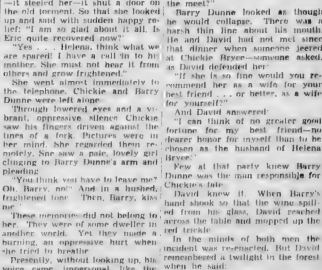 —it steeled her—it shut a door on
the old torment. So that she looked
up and said with sudden happy re-
lief: "I am so glad about it all. Is
Eric quite recovered now?"
"Yes . . . Helena, think what we
are spared! I have a call to to his
mother. She must not hear it from
others and grow frightened."
She went almost immediately to
the telephone. Chickie and Barry
Dunne were left alone.
Through lowered eyes and a vi-
brant, oppressive silence Chickie
saw his fingers driven against the
tines of a fork. Pictures were in
her mind. She regarded them re-
motely. She saw a pale, lovely girl
clinging to Barry Dunne's arm and
pleading:
"You think you have to leave me?
Oh, Barry, no!" And in a hushed,
frightened tone: Then, Barry, kiss
me
These memories did not belong to
her. They were of some dweller in
another world. Yet they made a
burning, an oppressive hurt when
she tried to breathe.
Presently, without looking up, his
voice came impersonal like the
she meet?"
Barry Dunne looked as though
he would collapse. There was a
harsh thin line about his mouth.
He and David had not met since
that dinner when someone jeered
at Chickie Bryce—someone asked,
as David defended her:
"If she is so fine would you re-
commend her as a wife for your
best friend . . . or better, as a wife
for yourself?"
And David answered:
"I can think of no greater good
fortune for my best friend—no
dearer honor for myself than to be
chosen as the husband of Helena
Bryce."
Few at that party knew Barry
Dunne was the man responsible for
Chickie's fate.
David knew it. When Barry's
hand shook so that the wine spill-
ed from his glass, David reached
across the table and mopped up the
red trickle.
In the minds of both men the
incident was re-enacted. But David
remembered a twilight in the forest
when he said: